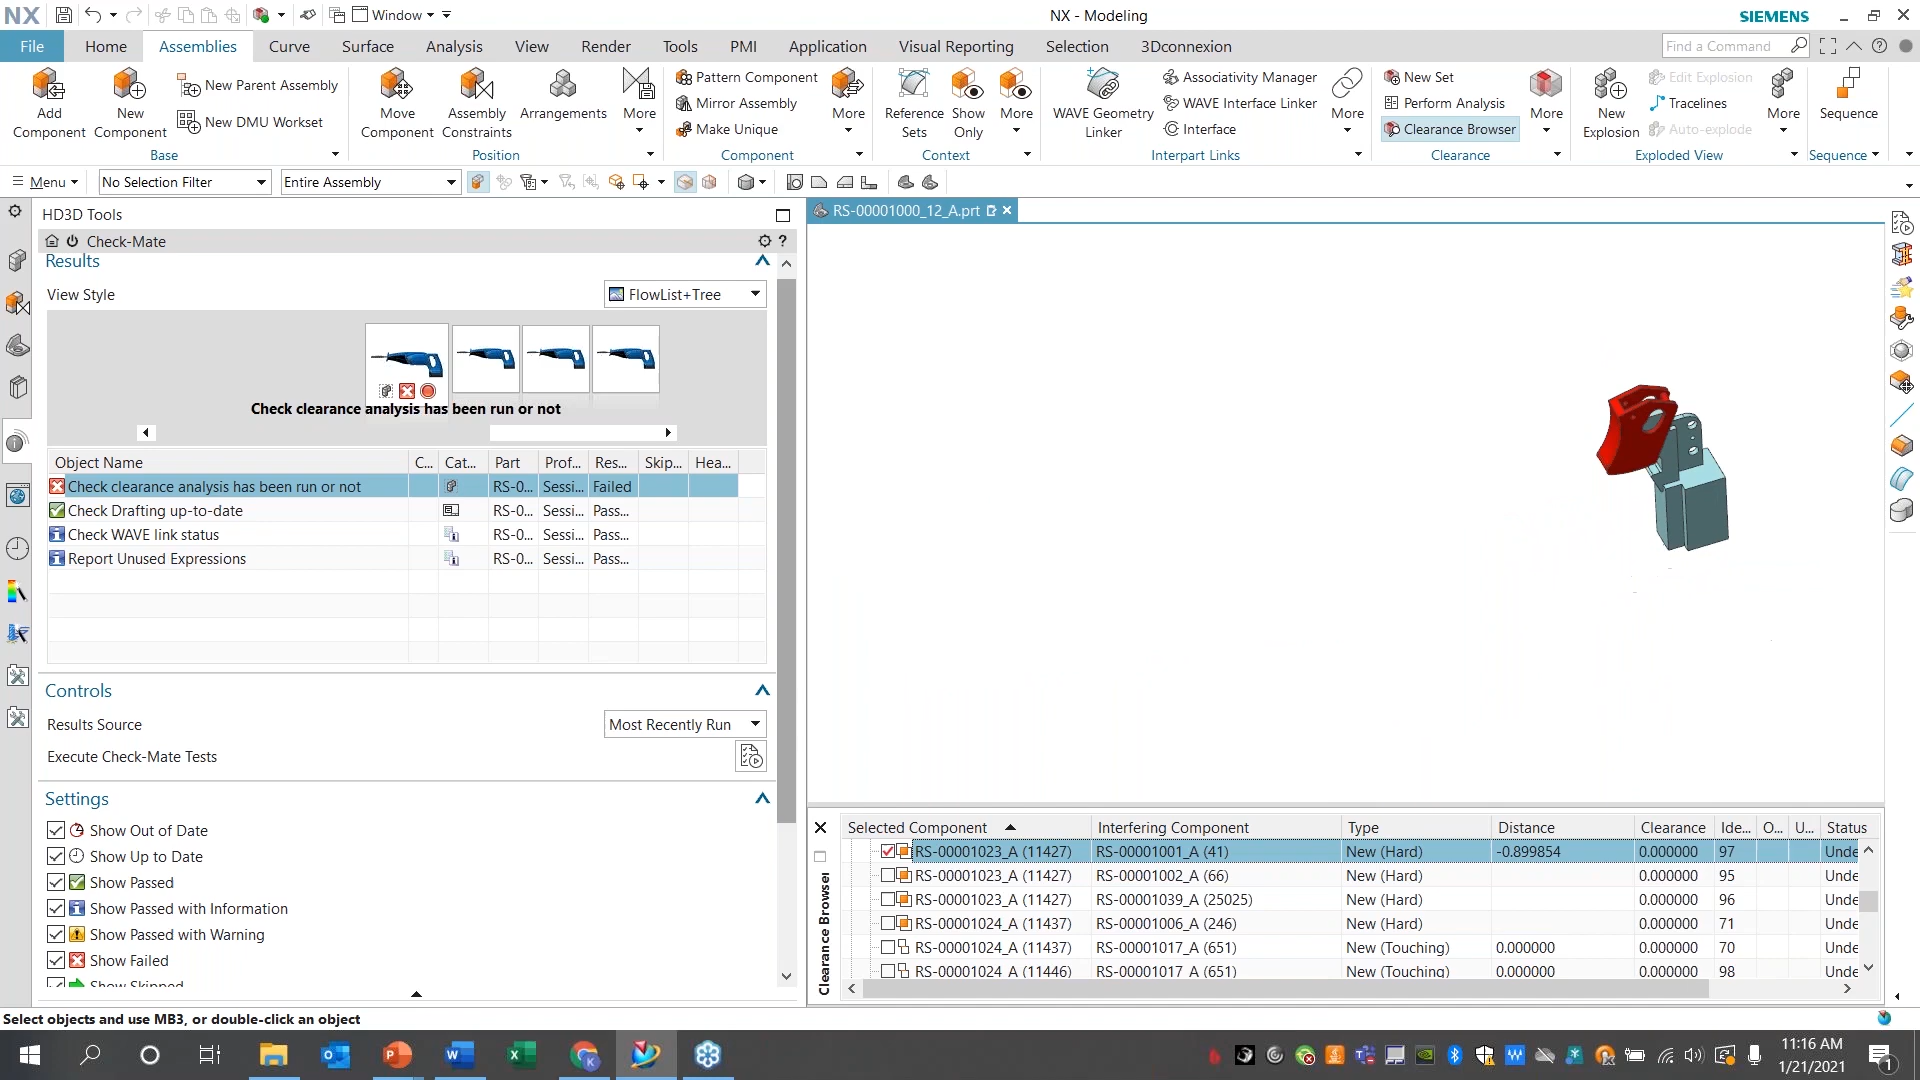 NX
Window
NX - Modeling
SIEMENS
File
Home
Assemblies
Curve
Surface
Analysis
View
Render
Tools
PMI
Application
Visual Reporting
Selection
3Dconnexion
Find a Command
Add
Component
New
Component
New Parent Assembly
New DMU Workset
Base
Move
Component
Assembly
Constraints
Arrangements
More
Position
Pattern Component
Mirror Assembly
Make Unique
More
Component
Reference
Sets
Show
Only
More
Context
WAVE Geometry
Linker
Associativity Manager
WAVE Interface Linker
Interface
More
Interpart Links
New Set
Perform Analysis
Clearance Browser
More
Clearance
New
Explosion
Edit Explosion
Tracelines
Auto-explode
More
Exploded View
Sequence
Sequence
Menu
No Selection Filter
Entire Assembly
HD3D Tools
Check-Mate
Results
View Style
FlowList+Tree
Check clearance analysis has been run or not
Object Name C... Cat... Part Prof... Res... Skip... Hea...
Check clearance analysis has been run or not RS-0... Sessi... Failed
Check Drafting up-to-date RS-0... Sessi... Pass...
Check WAVE link status RS-0... Sessi... Pass...
Report Unused Expressions RS-0... Sessi... Pass...
Controls
Results Source
Most Recently Run
Execute Check-Mate Tests
Settings
Show Out of Date
Show Up to Date
Show Passed
Show Passed with Information
Show Passed with Warning
Show Failed
Show Skipped
RS-00001000_12_A.prt
Clearance Browser
Selected Component Interfering Component Type Distance Clearance Ide... O... U... Status
RS-00001023_A (11427) RS-00001001_A (41) New (Hard) -0.899854 0.000000 97 Unde
RS-00001023_A (11427) RS-00001002_A (66) New (Hard) 0.000000 95 Unde
RS-00001023_A (11427) RS-00001039_A (25025) New (Hard) 0.000000 96 Unde
RS-00001024_A (11437) RS-00001006_A (246) New (Hard) 0.000000 71 Unde
RS-00001024_A (11437) RS-00001017_A (651) New (Touching) 0.000000 0.000000 70 Unde
RS-00001024_A (11446) RS-00001017_A (651) New (Touching) 0.000000 0.000000 98 Unde
Select objects and use MB3, or double-click an object
11:16 AM
1/21/2021
1